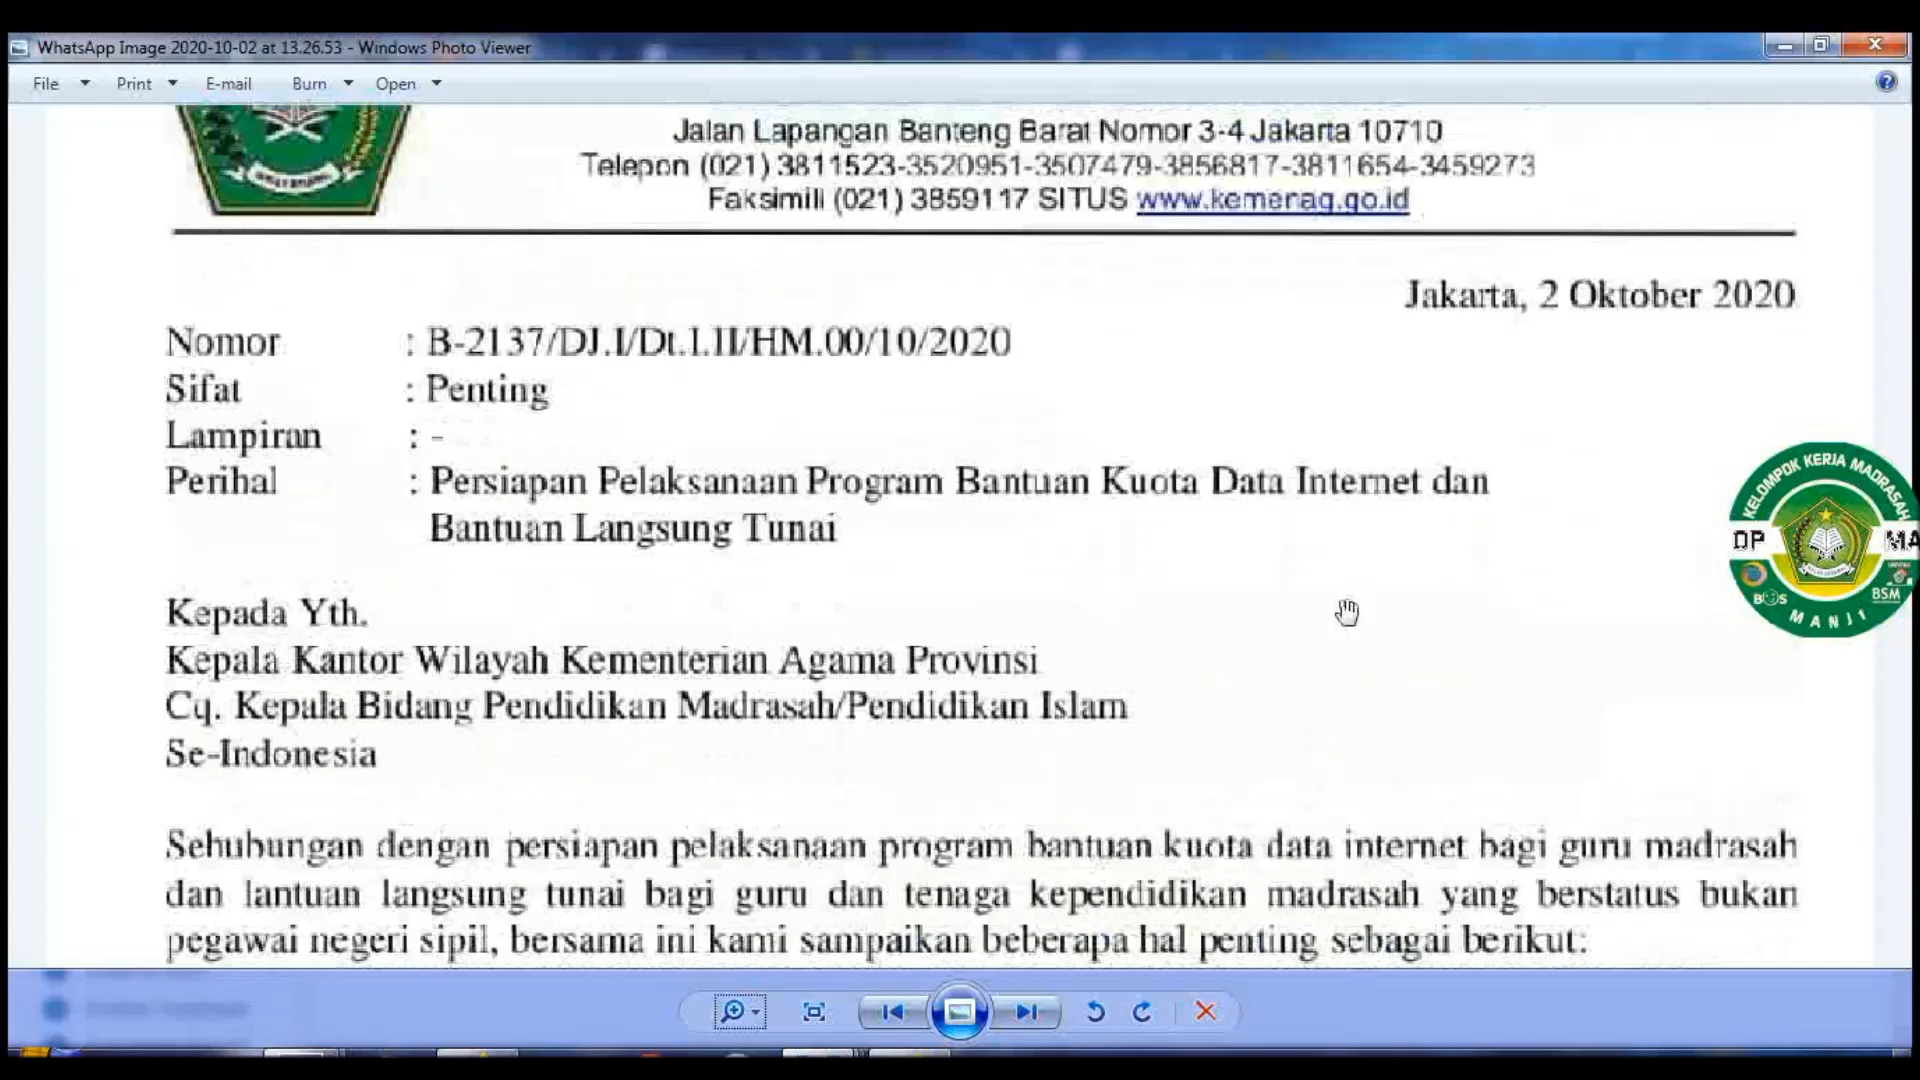 WhatsApp Image 2020-10-02 at 13.26.53 - Windows Photo Viewer
File Print E-mail Burn Open
Jalan Lapangan Banteng Barat Nomor 3-4 Jakarta 10710
Telepon (021) 3811523-3520951-3507479-3856817-3811654-3459273
Faksimili (021) 3859117 SITUS www.kemenag.go.id
Jakarta, 2 Oktober 2020
Nomor : B-2137/DJ.I/Dt.I.II/HM.00/10/2020
Sifat : Penting
Lampiran : -
Perihal : Persiapan Pelaksanaan Program Bantuan Kuota Data Internet dan
Bantuan Langsung Tunai
KELOMPOK KERJA MADRASAH
OP MA
BOS BSM
MAN J1
Kepada Yth.
Kepala Kantor Wilayah Kementerian Agama Provinsi
Cq. Kepala Bidang Pendidikan Madrasah/Pendidikan Islam
Se-Indonesia
Sehubungan dengan persiapan pelaksanaan program bantuan kuota data internet bagi guru madrasah
dan lantuan langsung tunai bagi guru dan tenaga kependidikan madrasah yang berstatus bukan
pegawai negeri sipil, bersama ini kami sampaikan beberapa hal penting sebagai berikut: